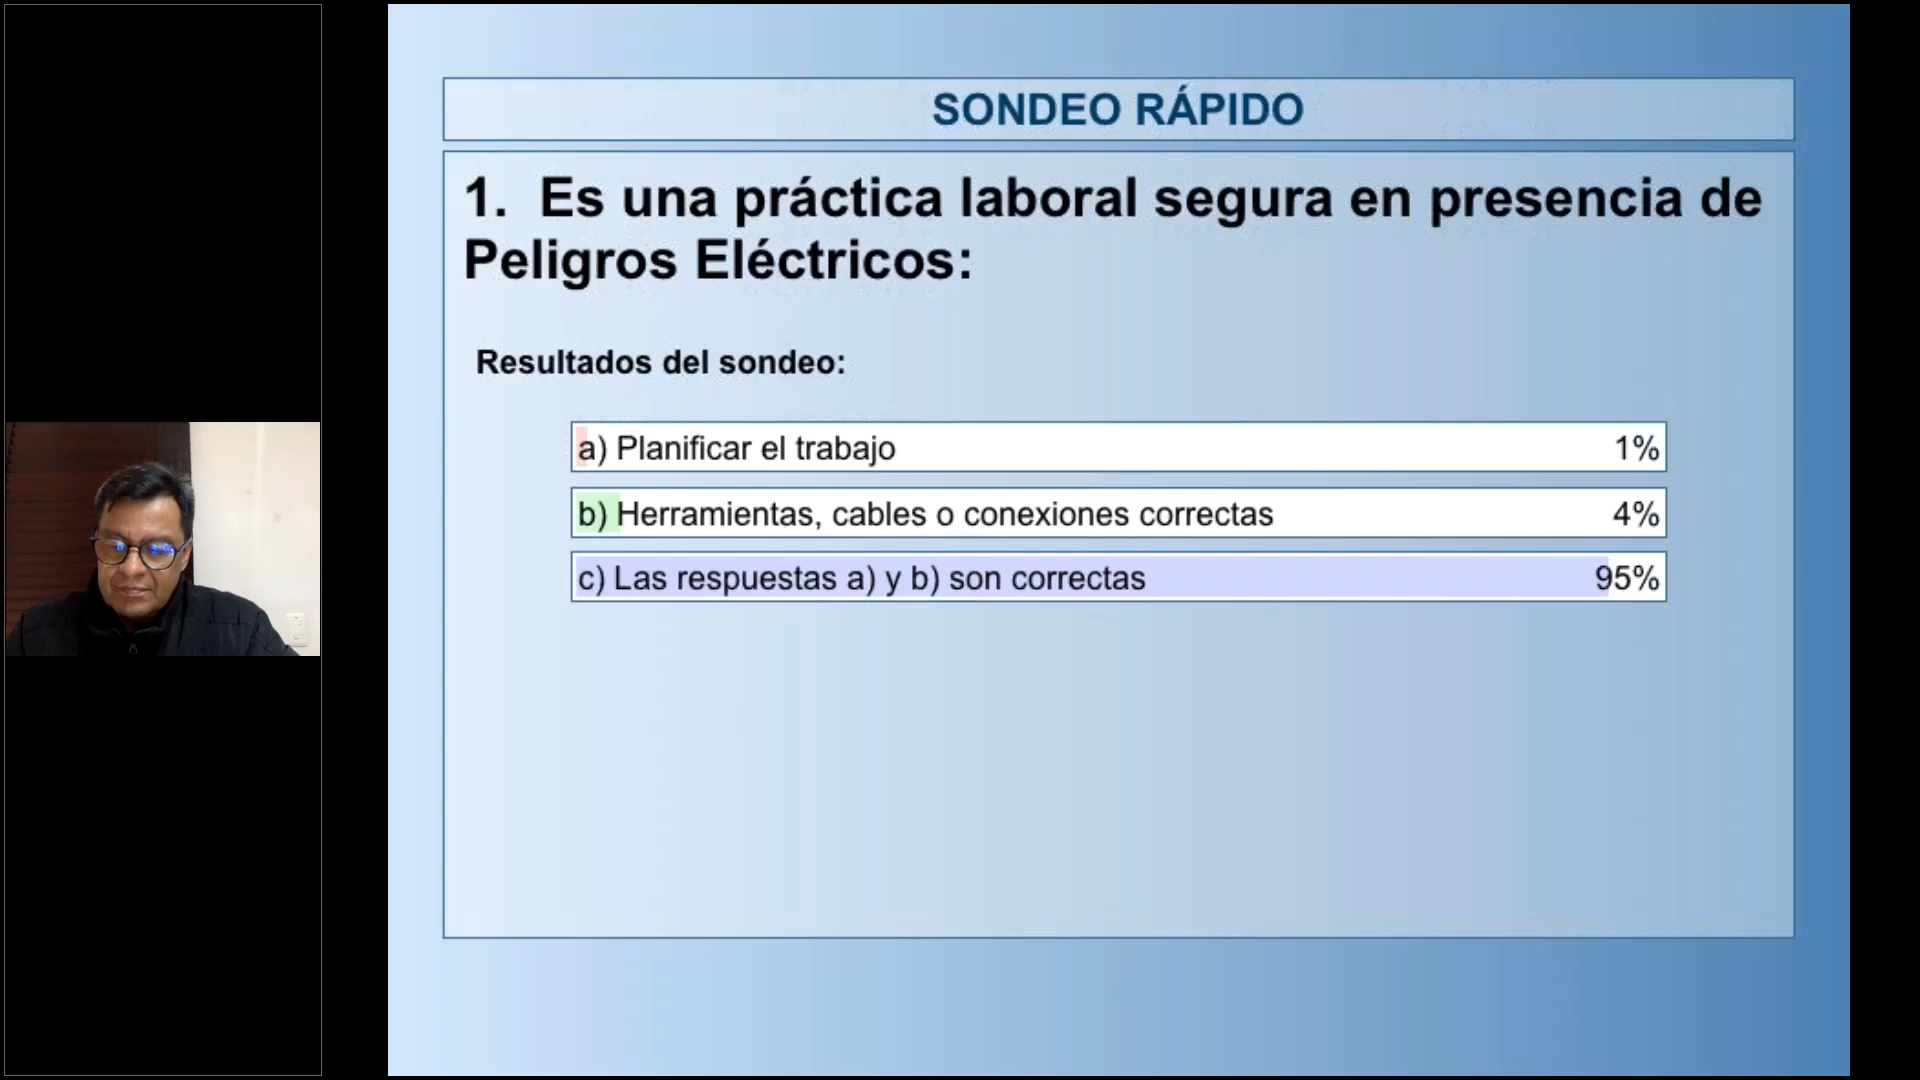 SONDEO RÁPIDO
1. Es una práctica laboral segura en presencia de
Peligros Eléctricos:
Resultados del sondeo:
a) Planificar el trabajo 1%
b) Herramientas, cables o conexiones correctas 4%
c) Las respuestas a) y b) son correctas 95%